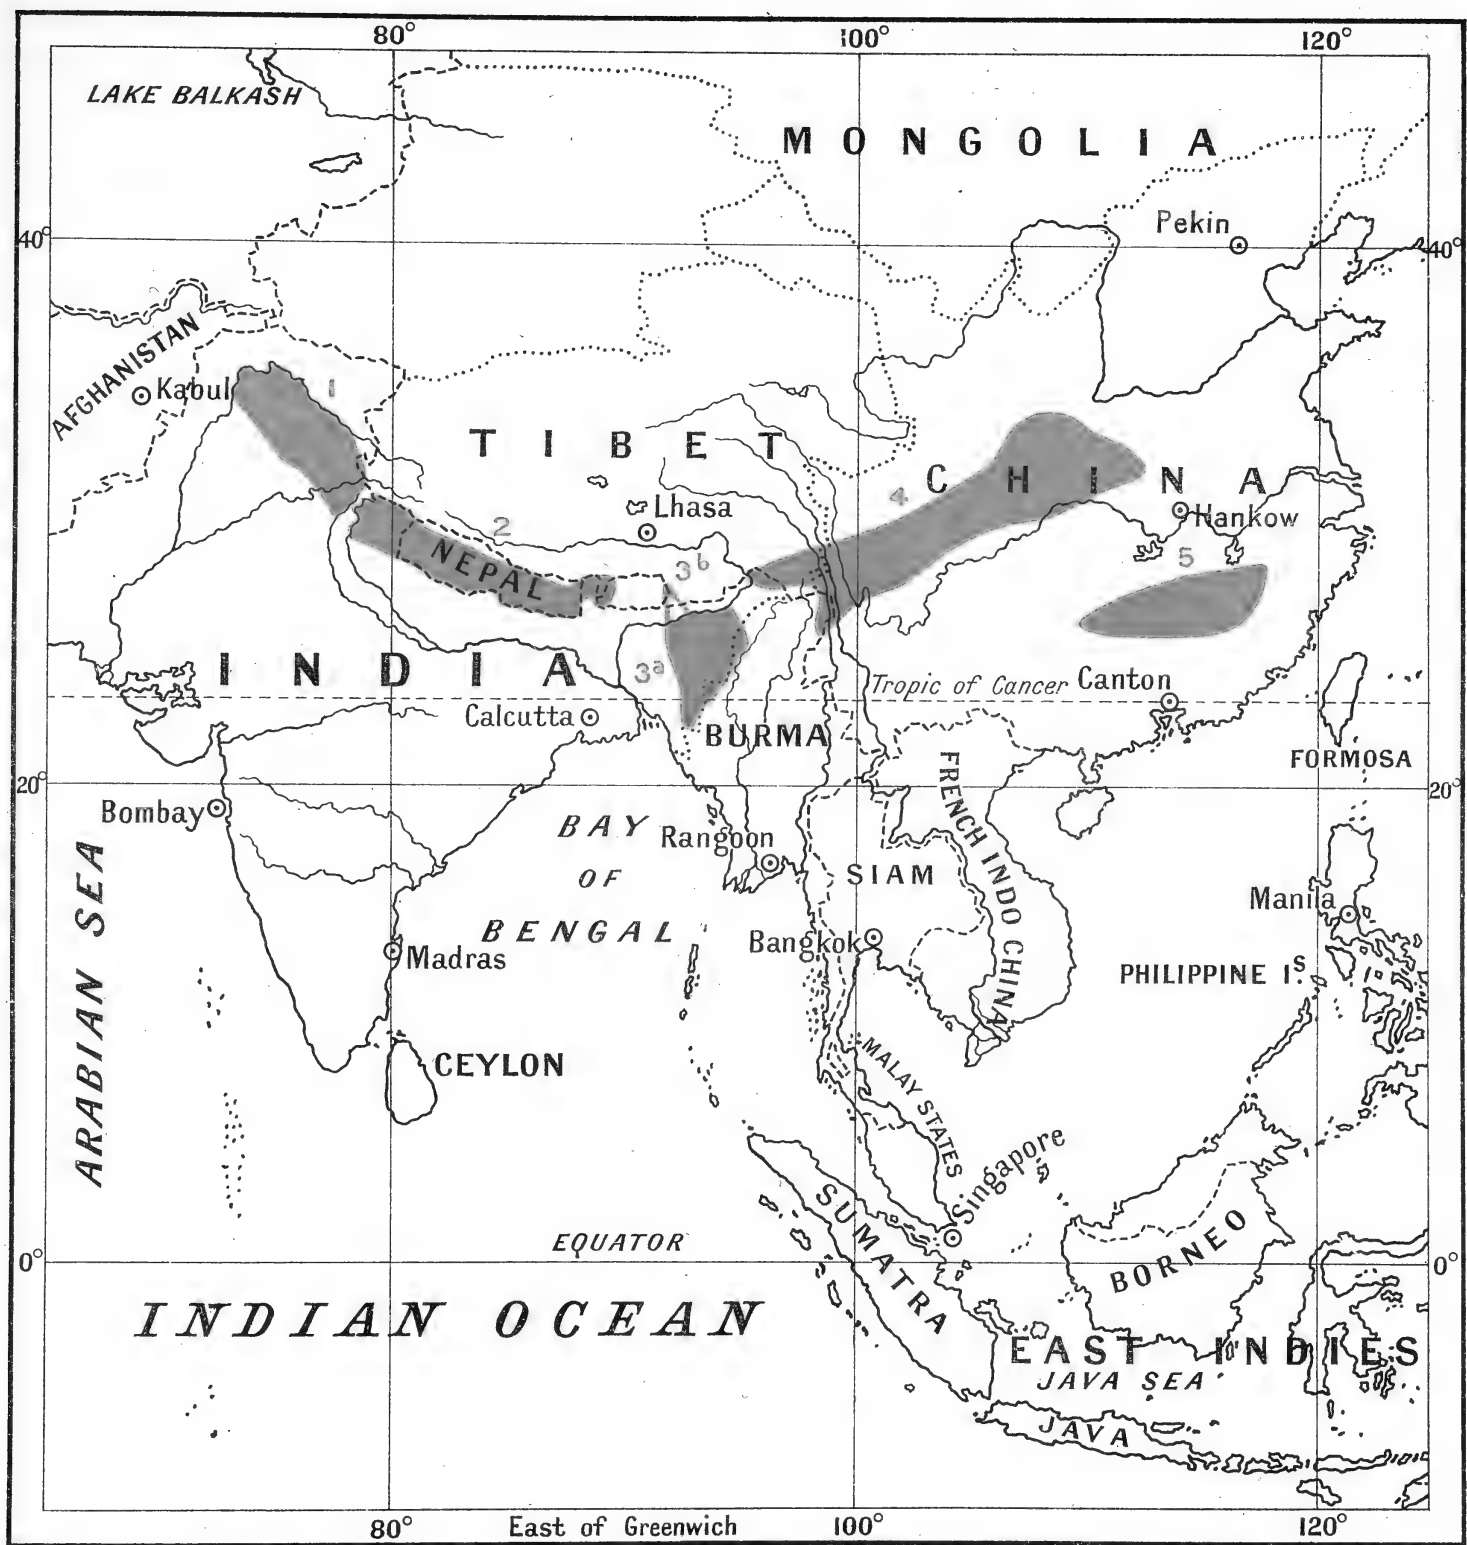 80° 100° 120°
LAKE BALKASH
MONGOLIA
Pekin
40° 40°
AFGHANISTAN
Kabul
1
TIBET
CHINA
4
Lhasa
Hankow
2
NEPAL
3b
5
INDIA
3a
Tropic of Cancer
Canton
Calcutta
BURMA
FORMOSA
20° 20°
Bombay
BAY
OF
BENGAL
Rangoon
FRENCH INDO CHINA
SIAM
Manila
ARABIAN SEA
Madras
Bangkok
PHILIPPINE Is.
CEYLON
MALAY STATES
Singapore
SUMATRA
BORNEO
EQUATOR
0° 0°
INDIAN OCEAN
EAST INDIES
JAVA SEA
JAVA
80° East of Greenwich 100° 120°